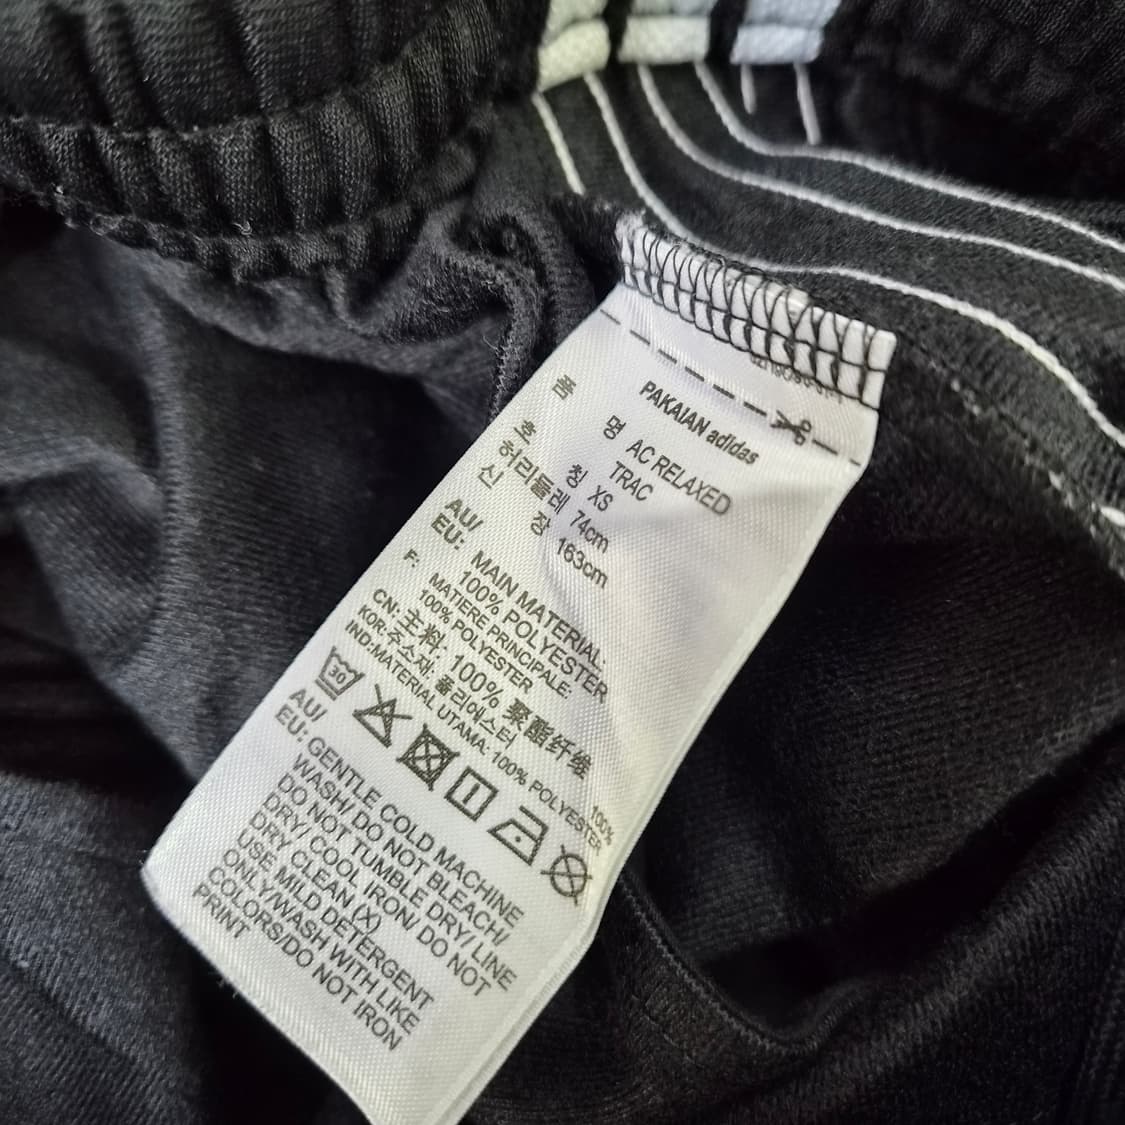 PAKAIAN adidas
품 명 AC RELAXED
TRAC
호 칭 XS
허리둘레 74cm
신 장 163cm
AU/
EU: MAIN MATERIAL:
100% POLYESTER
F: MATIERE PRINCIPALE:
100% POLYESTER
CN: 主料: 100% 聚酯纤维
KOR: 주소재: 폴리에스터 100%
IND:MATERIAL UTAMA: 100% POLYESTER
30
AU/
EU: GENTLE COLD MACHINE
WASH/ DO NOT BLEACH/
DO NOT TUMBLE DRY/ LINE
DRY/ COOL IRON/ DO NOT
DRY CLEAN (X)
USE MILD DETERGENT
ONLY/WASH WITH LIKE
COLORS/DO NOT IRON
PRINT